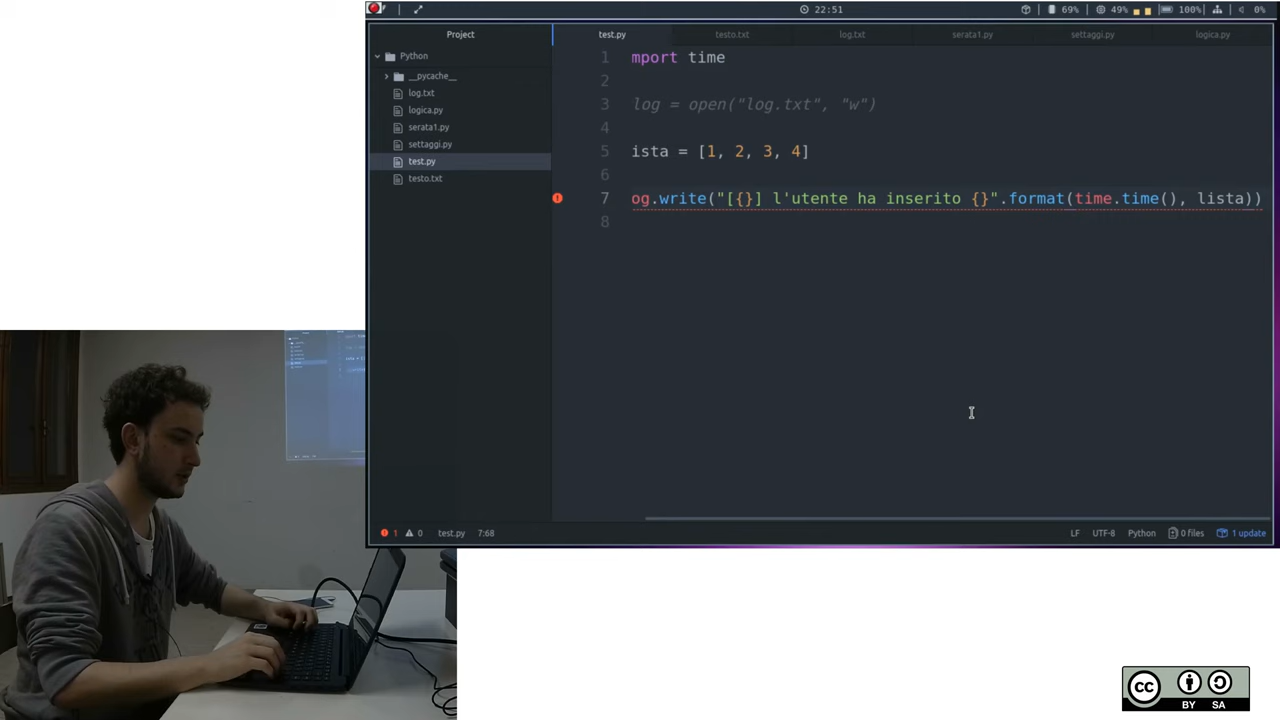 22:51
69%
49%
100%
0%
Project
test.py
testo.txt
log.txt
serata1.py
settaggi.py
logica.py
Python
__pycache__
log.txt
logica.py
serata1.py
settaggi.py
test.py
testo.txt
1 mport time
2
3 log = open("log.txt", "w")
4
5 ista = [1, 2, 3, 4]
6
7 og.write("[{}] l'utente ha inserito {}".format(time.time(), lista))
8
1 0 test.py 7:68
LF UTF-8 Python 0 files 1 update
cc
BY SA